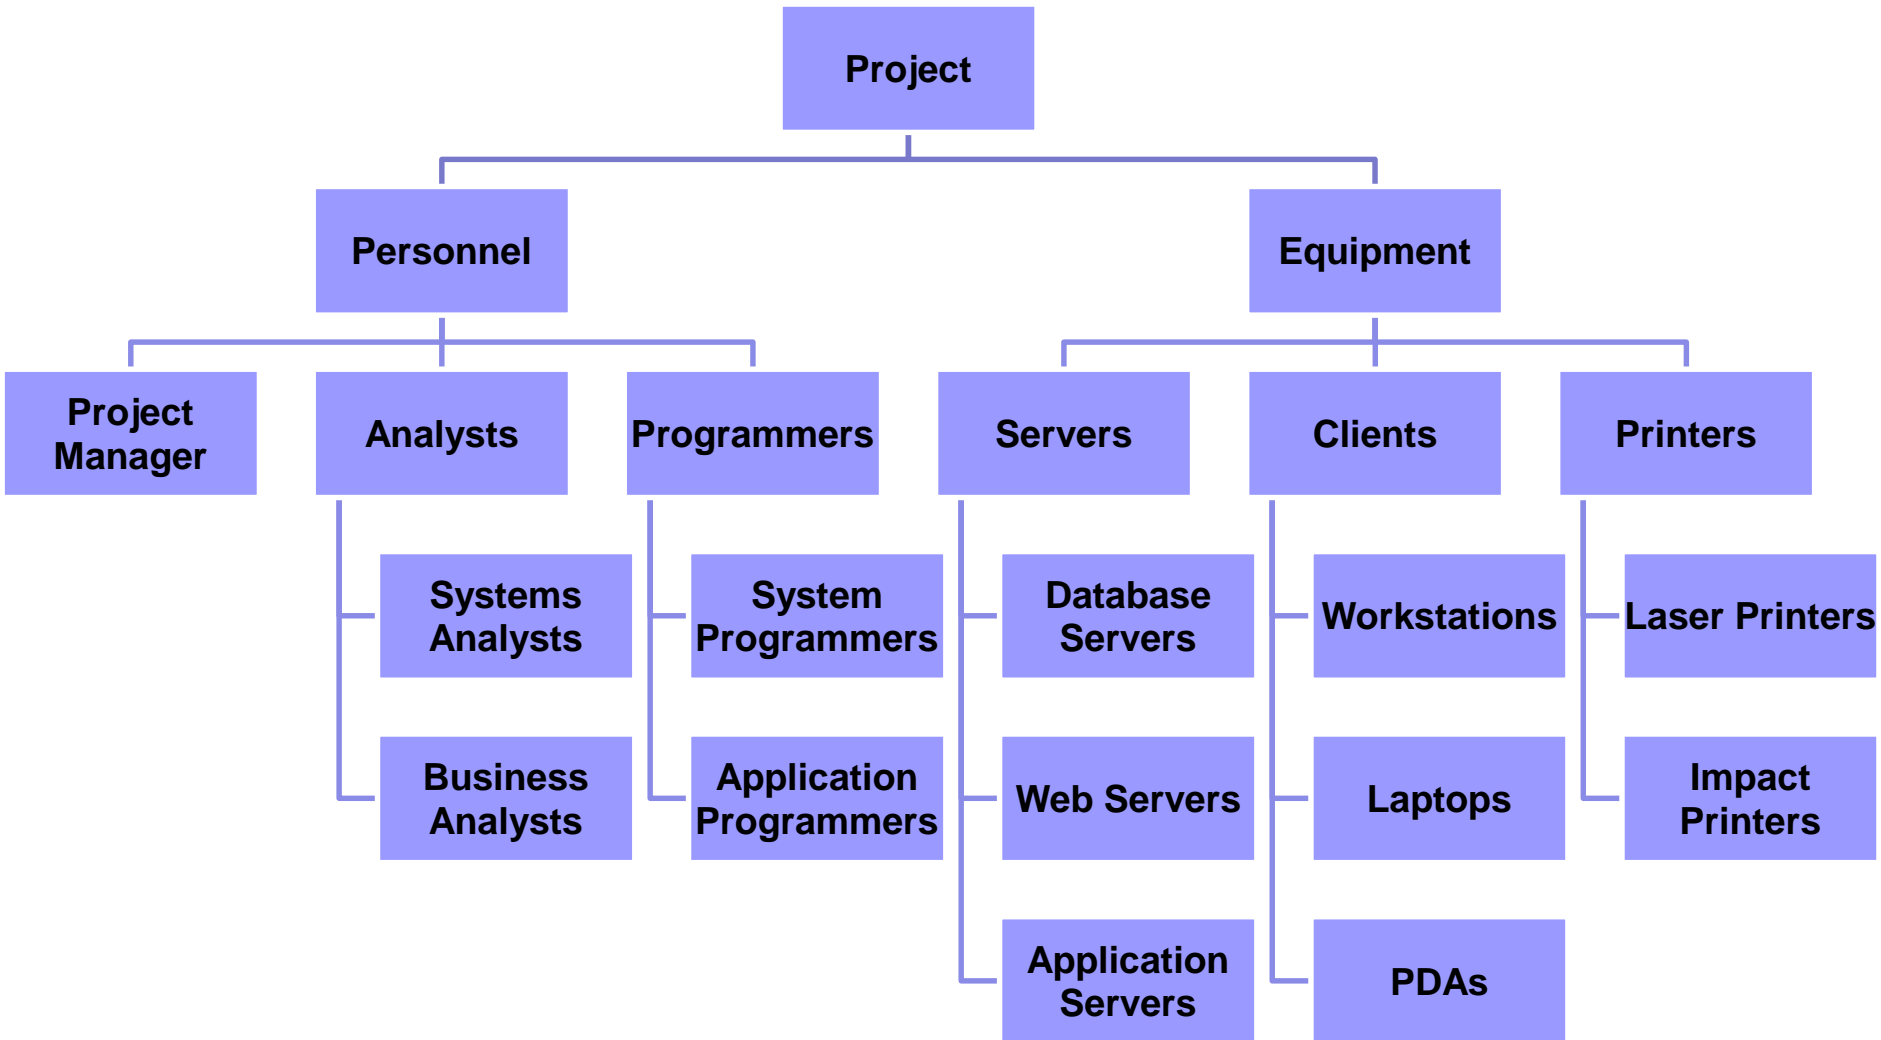 Project
Personnel
Equipment
Project
Manager
Analysts
Programmers
Servers
Clients
Printers
Systems
Analysts
System
Programmers
Database
Servers
Workstations
Laser Printers
Business
Analysts
Application
Programmers
Web Servers
Laptops
Impact
Printers
Application
Servers
PDAs